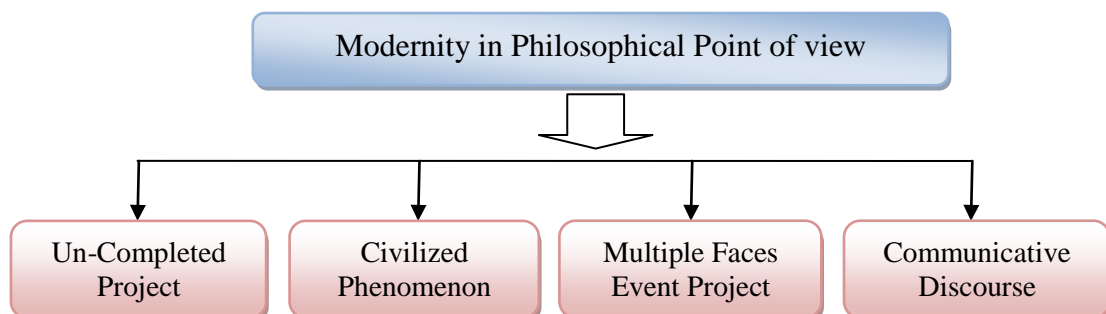 Modernity in Philosophical Point of view
Un-Completed
Project
Civilized
Phenomenon
Multiple Faces
Event Project
Communicative
Discourse